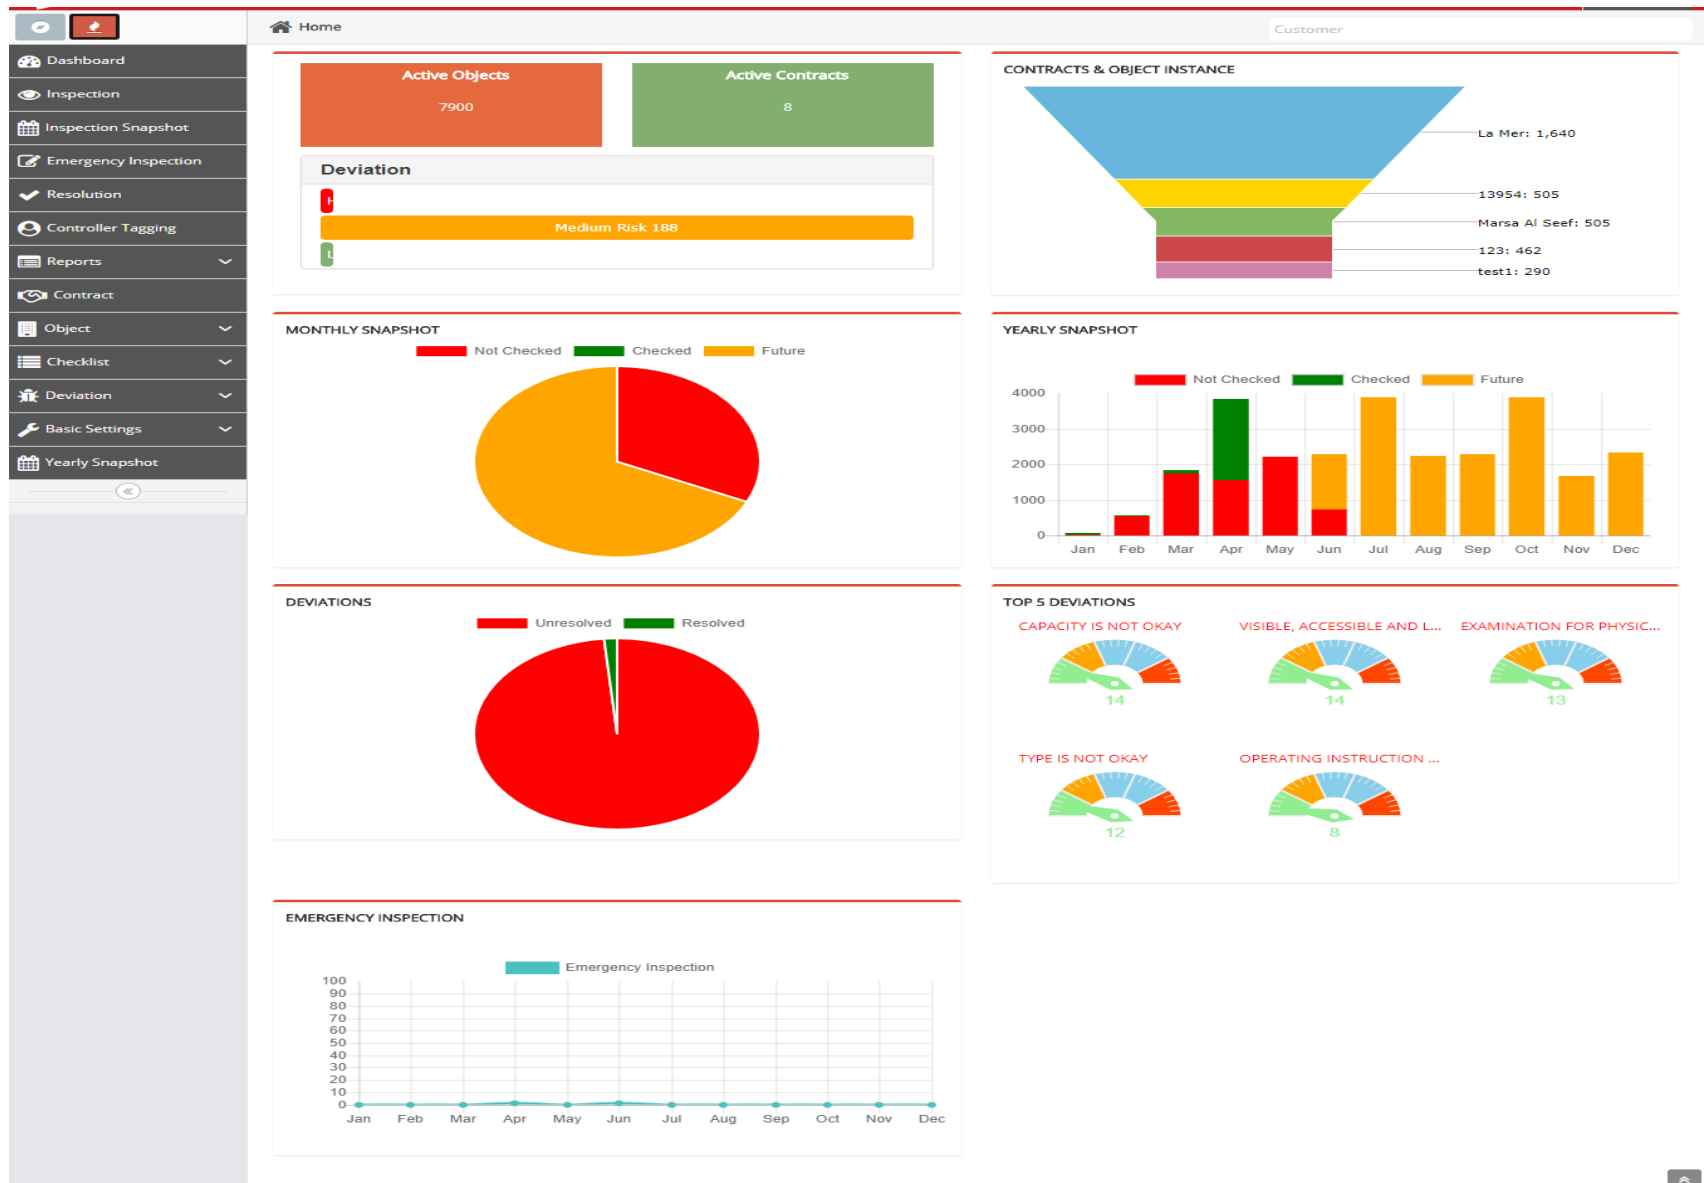 Home
Customer
Dashboard
Inspection
Inspection Snapshot
Emergency Inspection
Resolution
Controller Tagging
Reports
Contract
Object
Checklist
Deviation
Basic Settings
Yearly Snapshot
Active Objects
7900
Active Contracts
8
Deviation
Medium Risk 188
CONTRACTS & OBJECT INSTANCE
La Mer: 1,640
13954: 505
Marsa Al Seef: 505
123: 462
test1: 290
MONTHLY SNAPSHOT
Not Checked Checked Future
YEARLY SNAPSHOT
Not Checked Checked Future
4000
3000
2000
1000
0
Jan Feb Mar Apr May Jun Jul Aug Sep Oct Nov Dec
DEVIATIONS
Unresolved Resolved
TOP 5 DEVIATIONS
CAPACITY IS NOT OKAY
14
VISIBLE, ACCESSIBLE AND L...
14
EXAMINATION FOR PHYSIC...
13
TYPE IS NOT OKAY
12
OPERATING INSTRUCTION ...
8
EMERGENCY INSPECTION
Emergency Inspection
100
90
80
70
60
50
40
30
20
10
0
Jan Feb Mar Apr May Jun Jul Aug Sep Oct Nov Dec